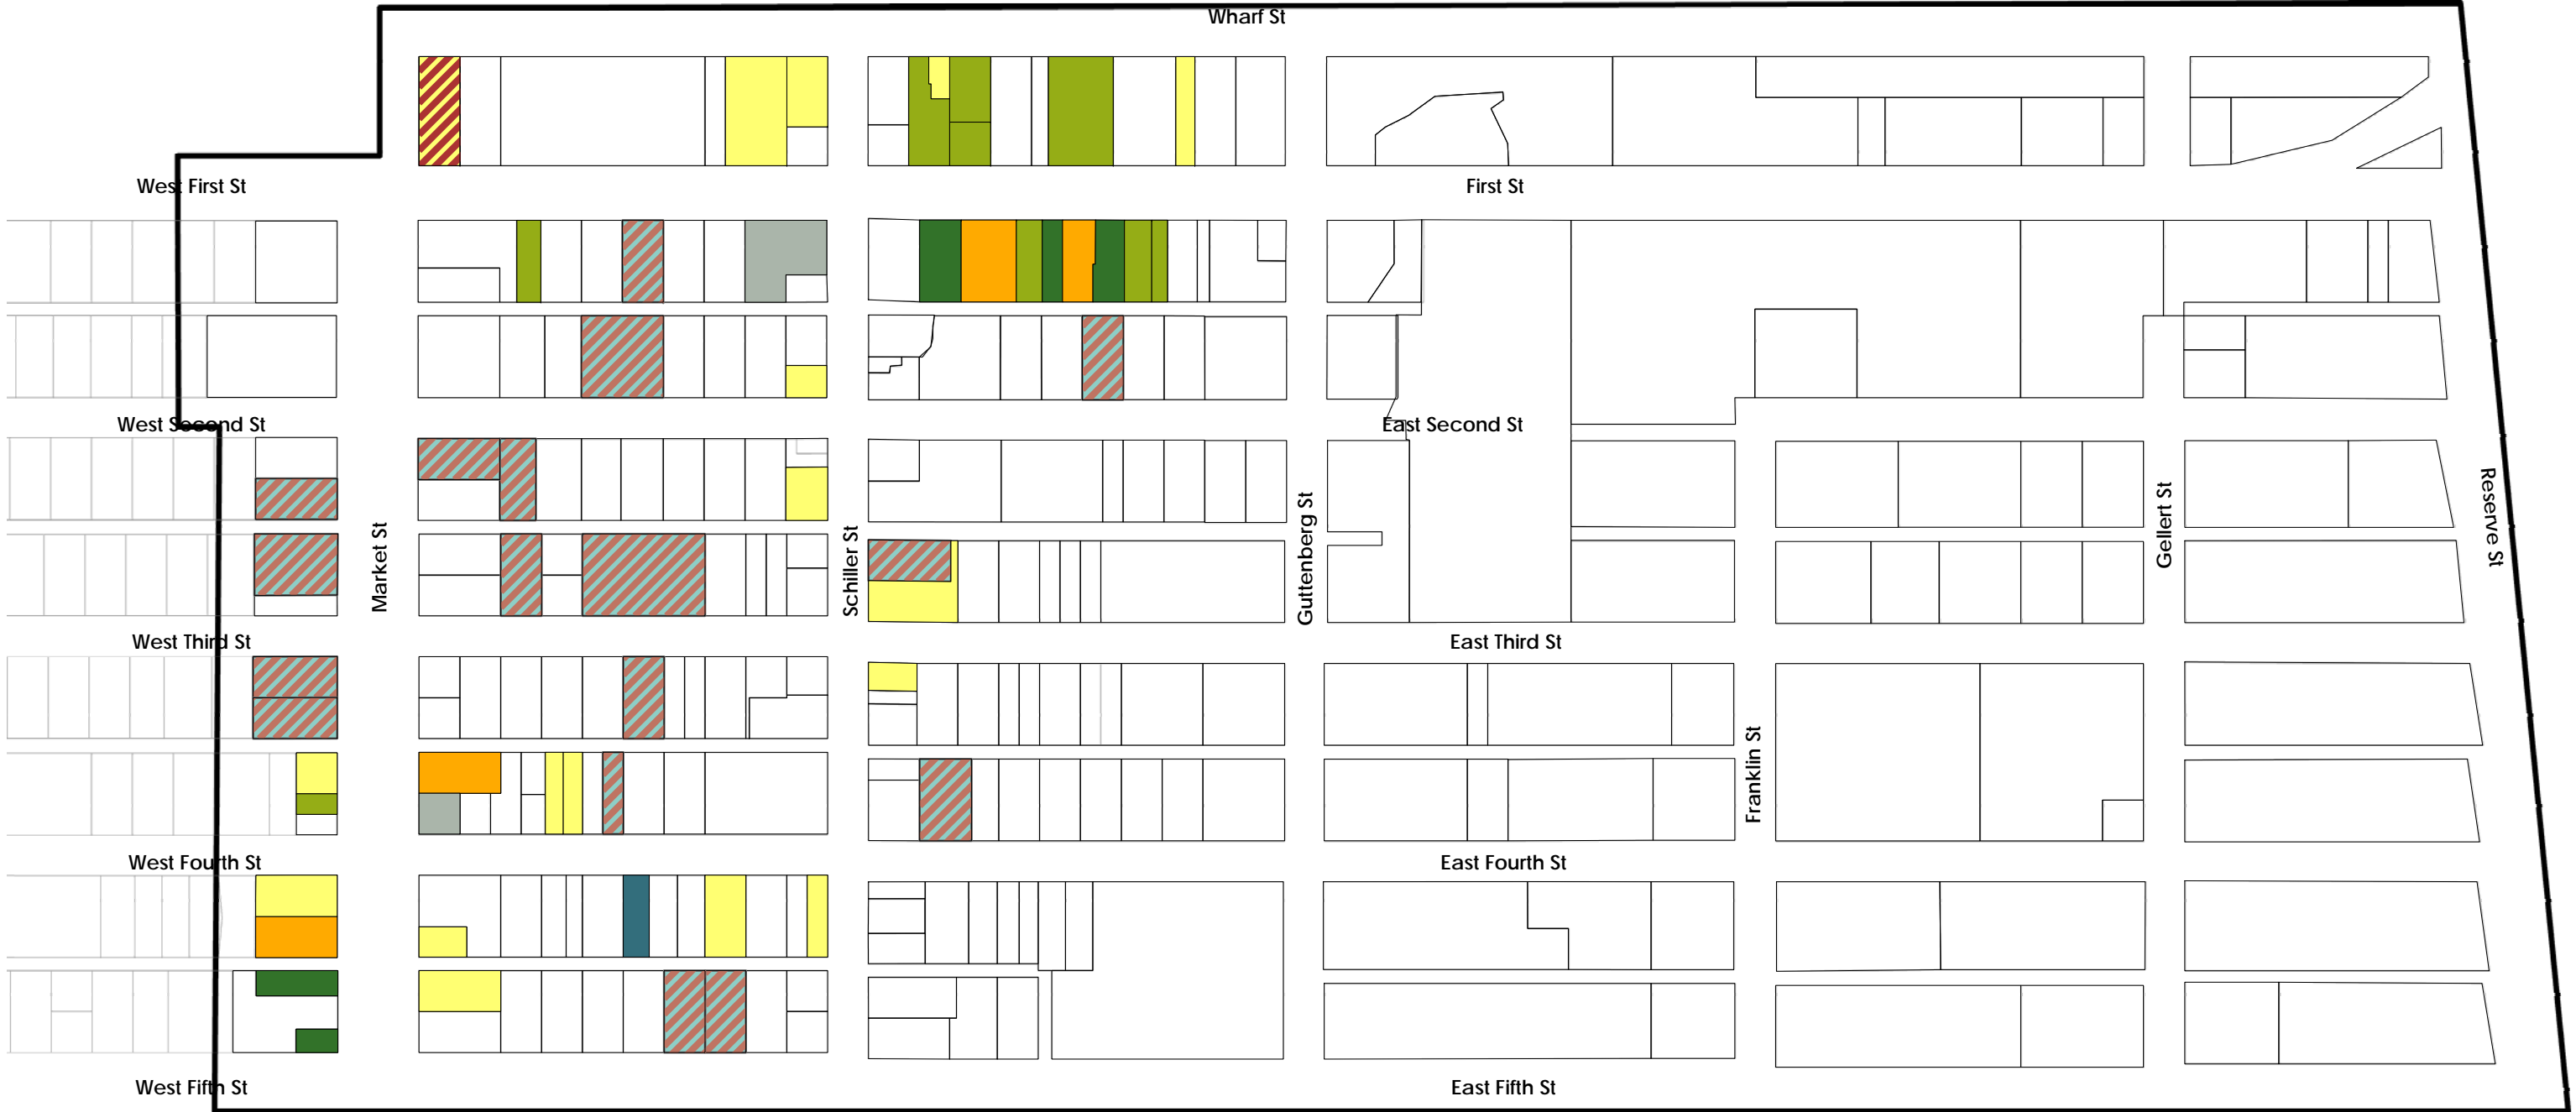 Wharf St
West First St
First St
West Second St
East Second St
Market St
Schiller St
Guttenberg St
Gellert St
Reserve St
West Third St
East Third St
Franklin St
West Fourth St
East Fourth St
West Fifth St
East Fifth St